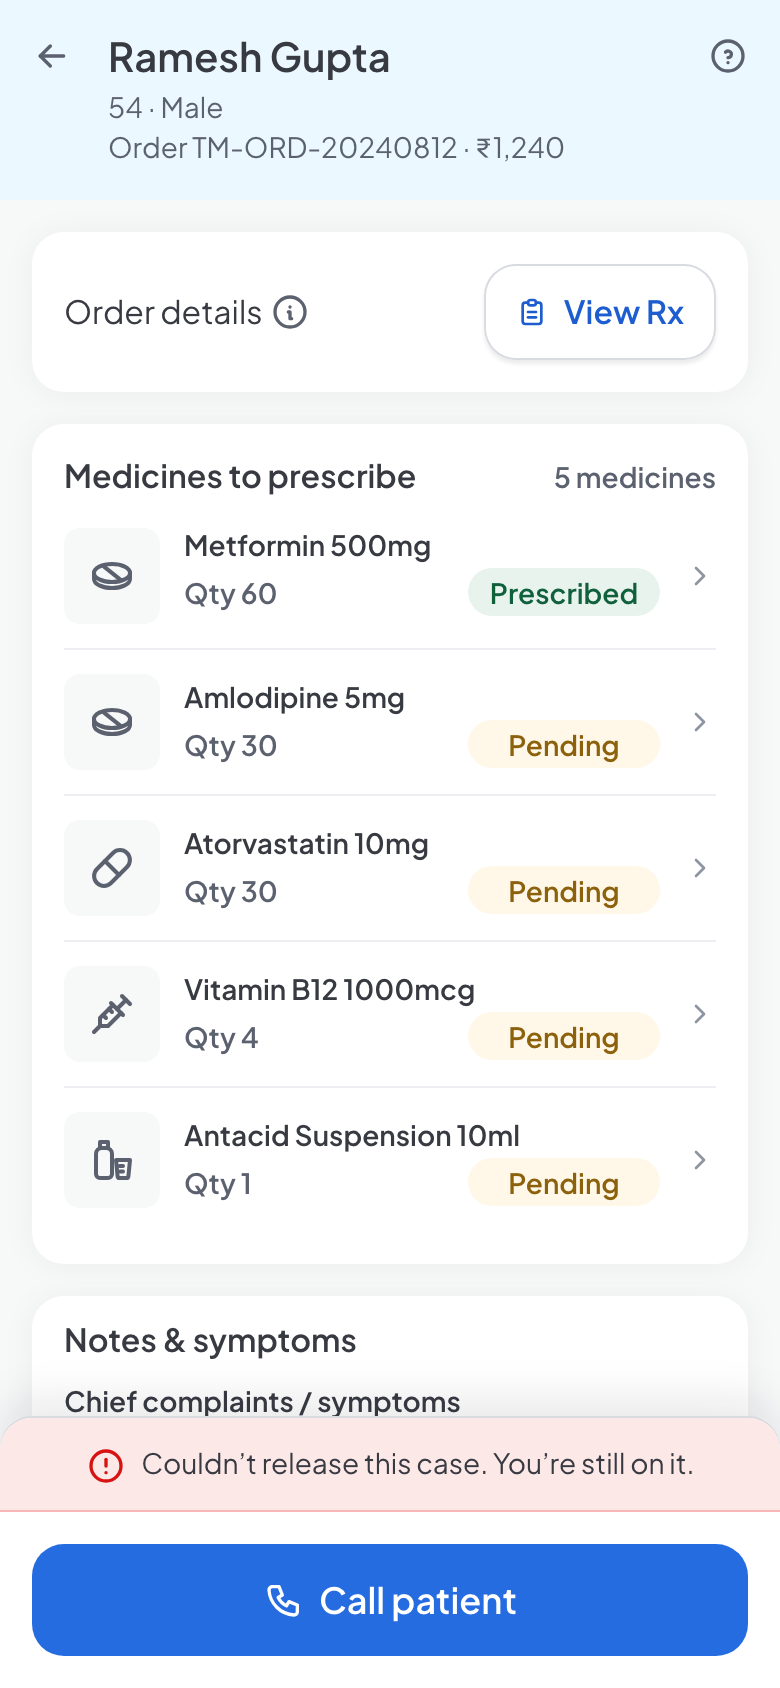 Ramesh Gupta
54 · Male
Order TM-ORD-20240812 · ₹1,240
Order details
View Rx
Medicines to prescribe
5 medicines
Metformin 500mg
Qty 60
Prescribed
Amlodipine 5mg
Qty 30
Pending
Atorvastatin 10mg
Qty 30
Pending
Vitamin B12 1000mcg
Qty 4
Pending
Antacid Suspension 10ml
Qty 1
Pending
Notes & symptoms
Chief complaints / symptoms
Couldn’t release this case. You’re still on it.
Call patient